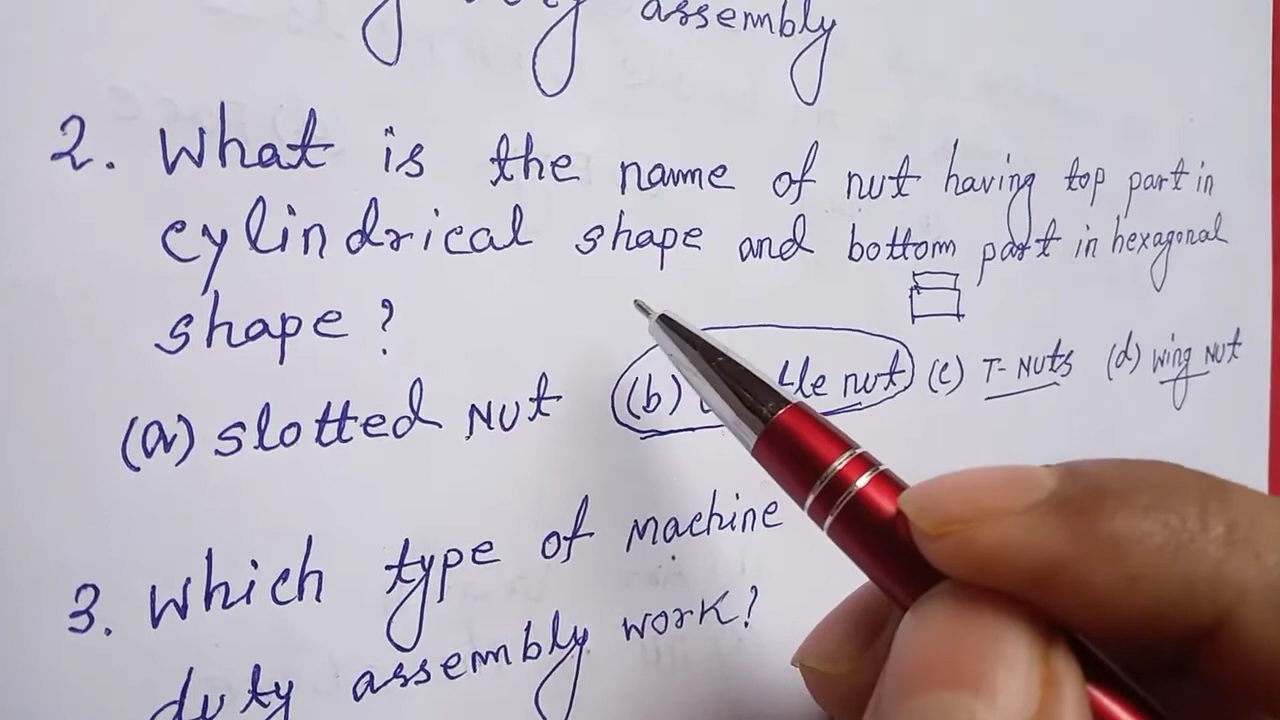 assembly
2. What is the name of nut having top part in
cylindrical shape and bottom part in hexagonal
shape?
(a) slotted Nut (b) nut) (c) T-Nuts (d) Wing Nut
3. Which type of Machine
duty assembly work?